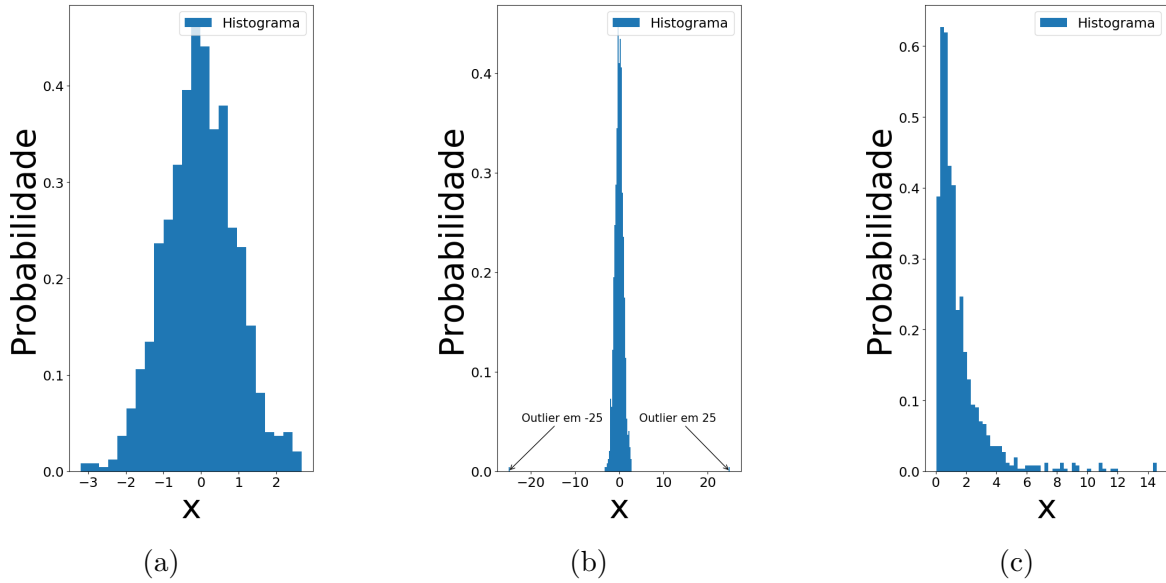 Histograma
Probabilidade
0.4
0.3
0.2
0.1
0.0
−3 −2 −1 0 1 2
x
(a)
Histograma
Probabilidade
0.4
0.3
0.2
0.1
0.0
Outlier em -25 Outlier em 25
−20 −10 0 10 20
x
(b)
Histograma
Probabilidade
0.6
0.5
0.4
0.3
0.2
0.1
0.0
0 2 4 6 8 10 12 14
x
(c)